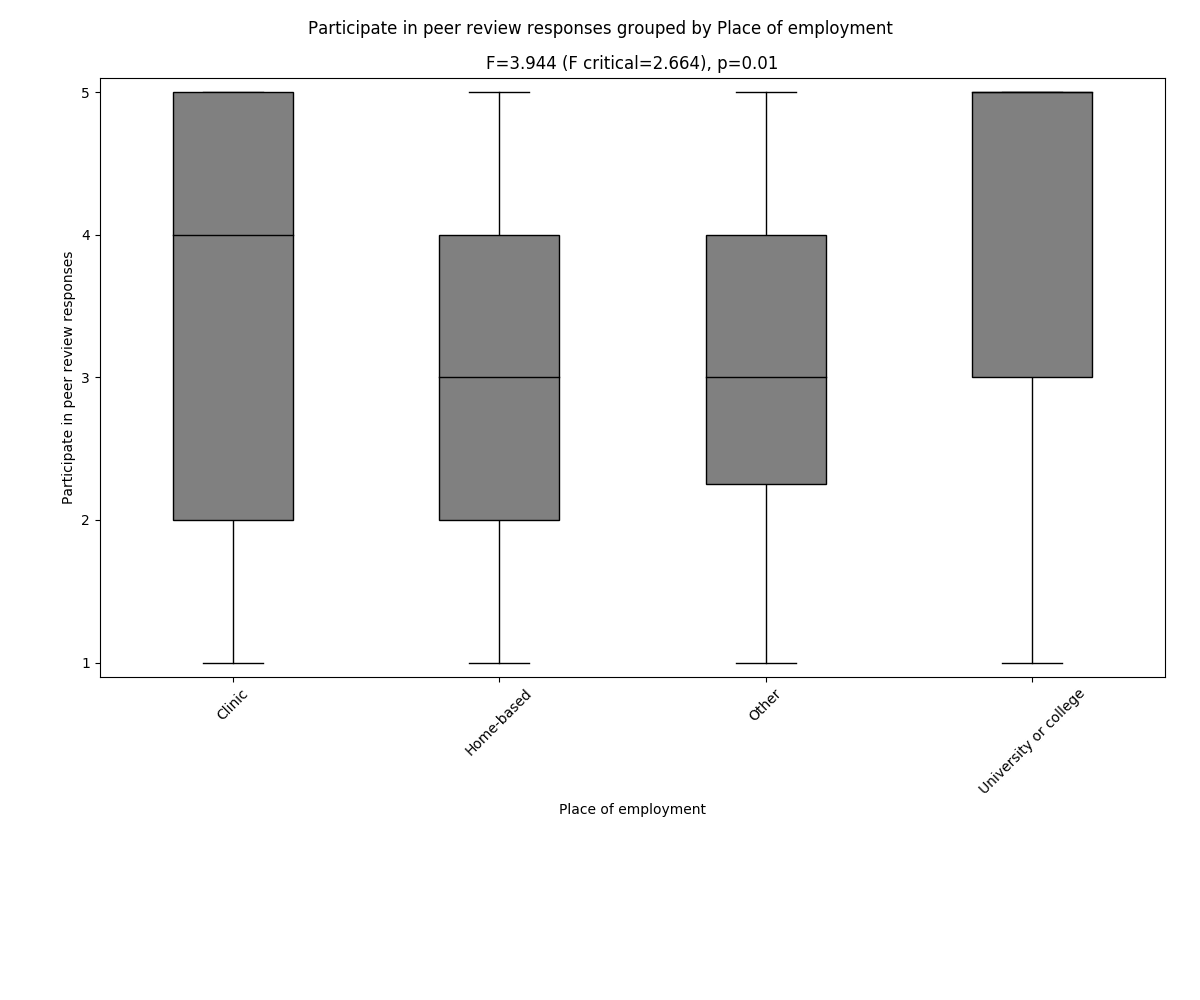 Participate in peer review responses grouped by Place of employment
F=3.944 (F critical=2.664), p=0.01
Participate in peer review responses
5
4
3
2
1
Clinic
Home-based
Other
University or college
Place of employment